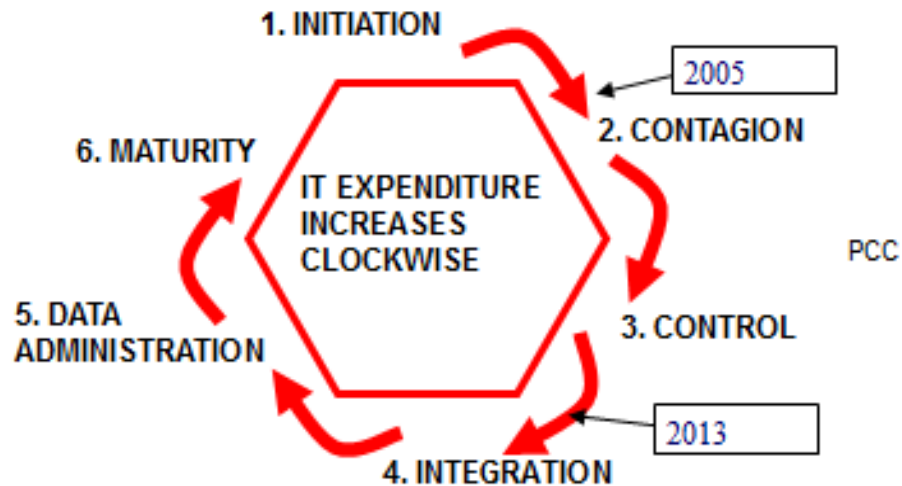 1. INITIATION
2005
2. CONTAGION
6. MATURITY
IT EXPENDITURE
INCREASES
CLOCKWISE
PCC
5. DATA
ADMINISTRATION
3. CONTROL
2013
4. INTEGRATION